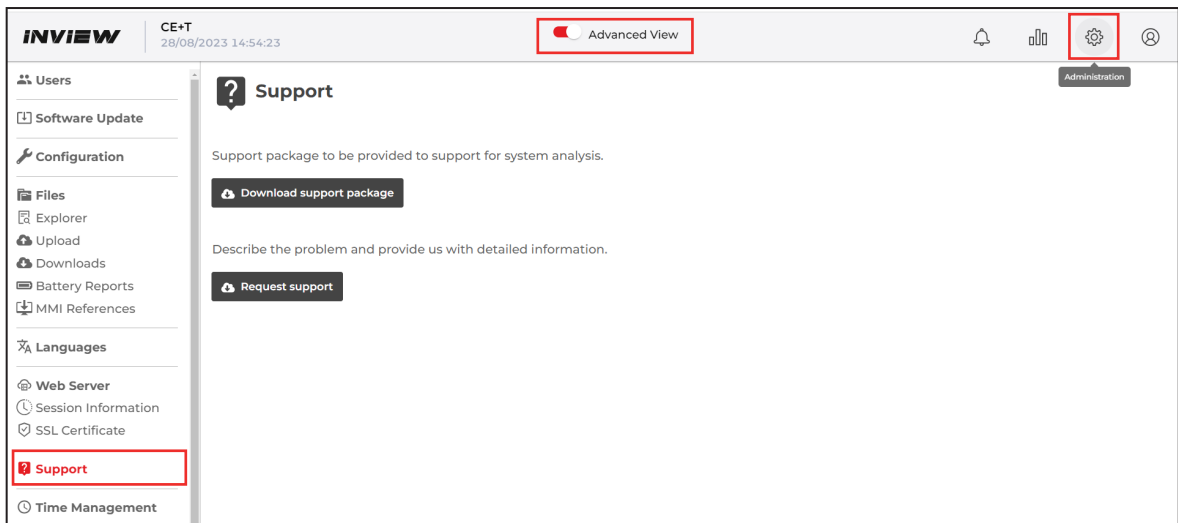 INVIEW
CE+T
28/08/2023 14:54:23
Advanced View
Administration
Users
Software Update
Configuration
Files
Explorer
Upload
Downloads
Battery Reports
MMI References
Languages
Web Server
Session Information
SSL Certificate
Support
Time Management
Support
Support package to be provided to support for system analysis.
Download support package
Describe the problem and provide us with detailed information.
Request support